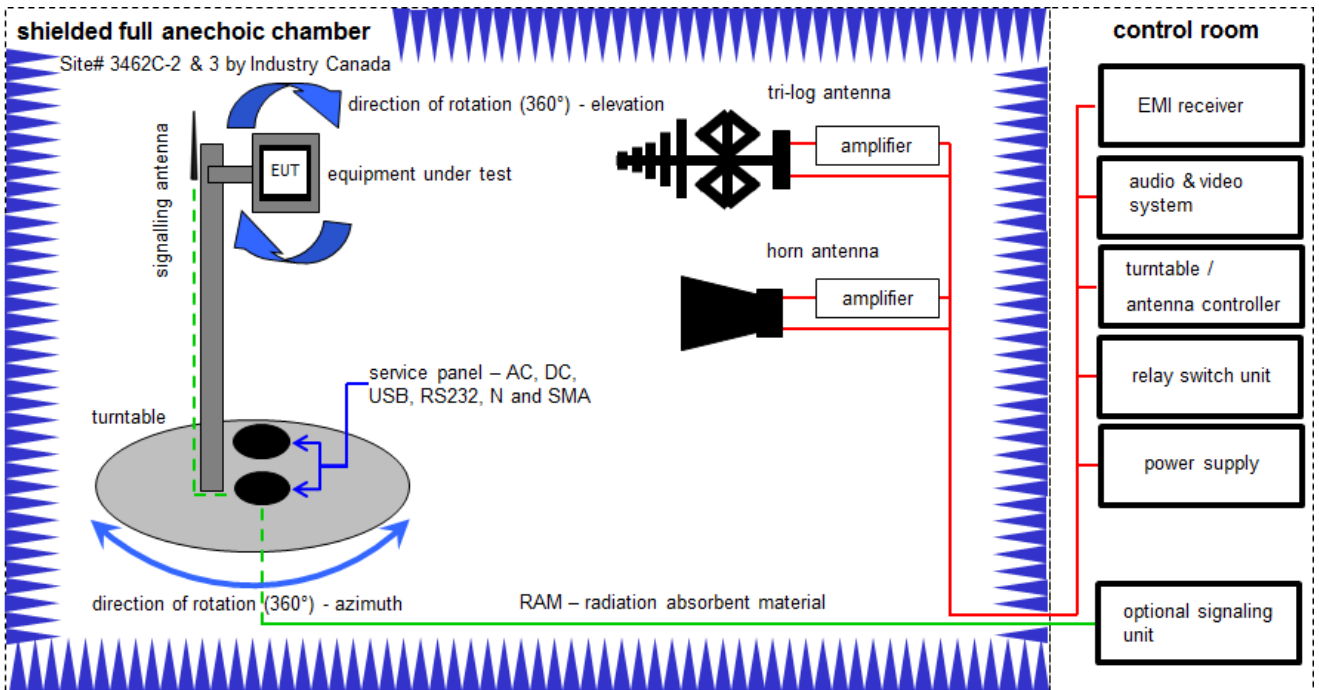 shielded full anechoic chamber
Site# 3462C-2 & 3 by Industry Canada
direction of rotation (360°) - elevation
signalling antenna
EUT
equipment under test
tri-log antenna
amplifier
horn antenna
amplifier
service panel – AC, DC,
USB, RS232, N and SMA
turntable
direction of rotation (360°) - azimuth
RAM – radiation absorbent material
control room
EMI receiver
audio & video
system
turntable /
antenna controller
relay switch unit
power supply
optional signaling
unit